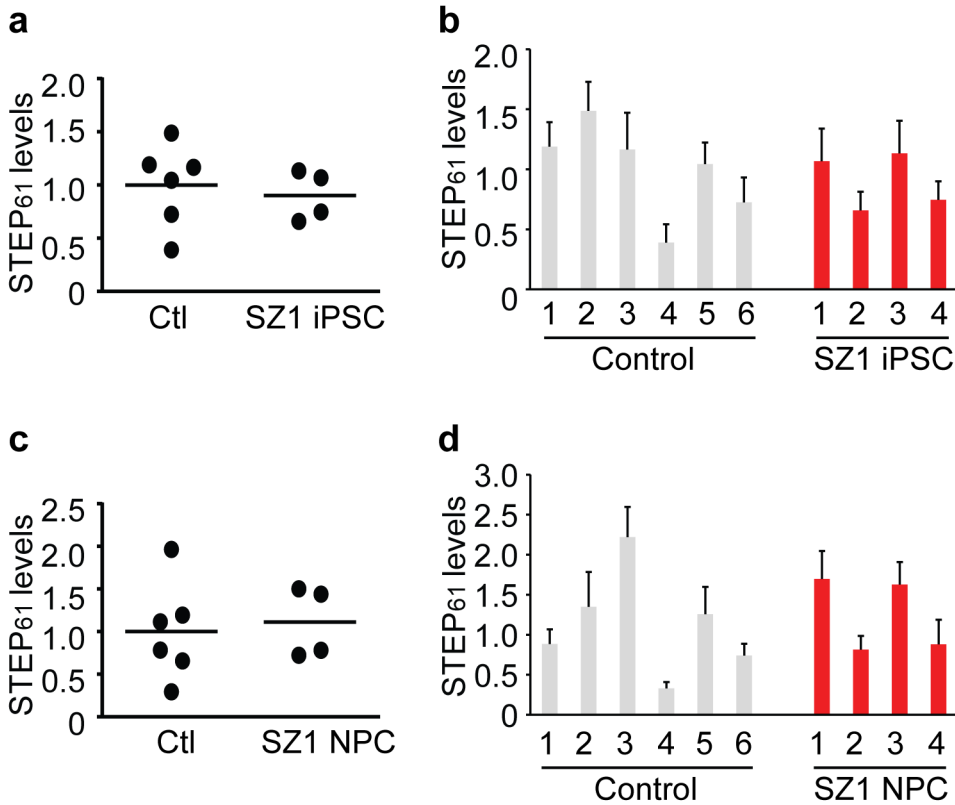 a
STEP61 levels
2.0
1.5
1.0
0.5
0
Ctl SZ1 iPSC
b
STEP61 levels
2.0
1.5
1.0
0.5
0
1 2 3 4 5 6 1 2 3 4
Control SZ1 iPSC
c
STEP61 levels
2.5
2.0
1.5
1.0
0.5
0
Ctl SZ1 NPC
d
STEP61 levels
3.0
2.5
2.0
1.5
1.0
0.5
0
1 2 3 4 5 6 1 2 3 4
Control SZ1 NPC